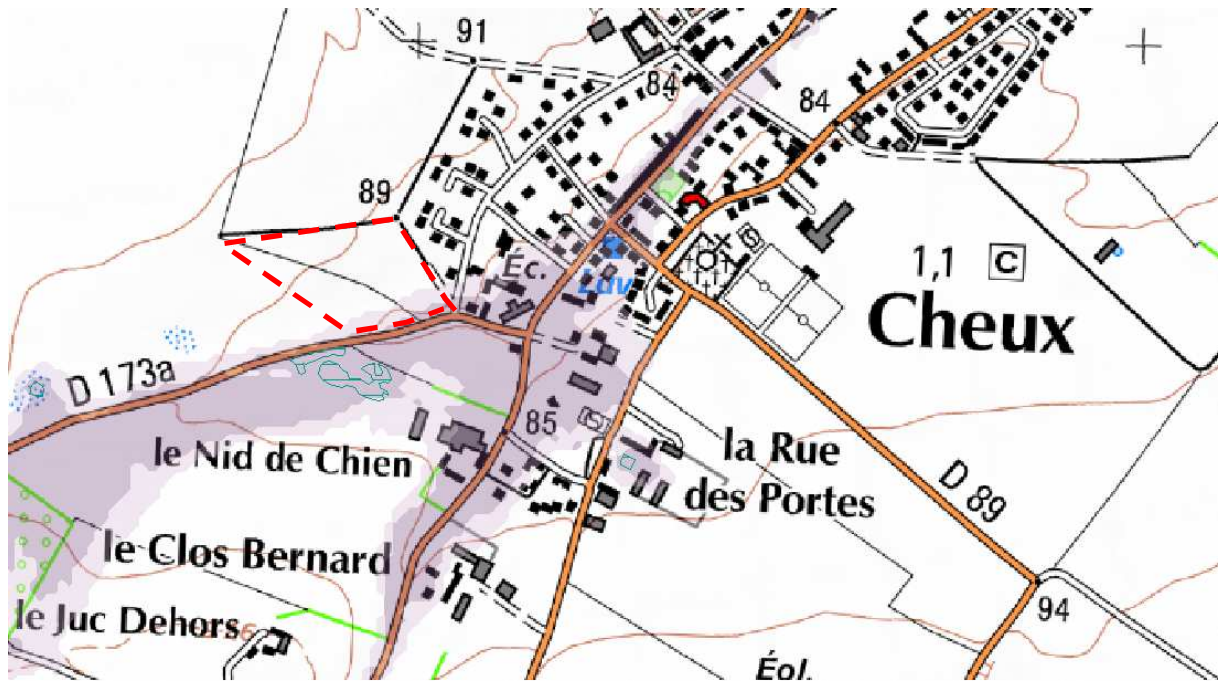 91
84
84
89
1,1 C
Éc.
Lav
Cheux
D 173a
85
le Nid de Chien
la Rue
des Portes
D 89
le Clos Bernard
94
le Juc Dehors
Éol.